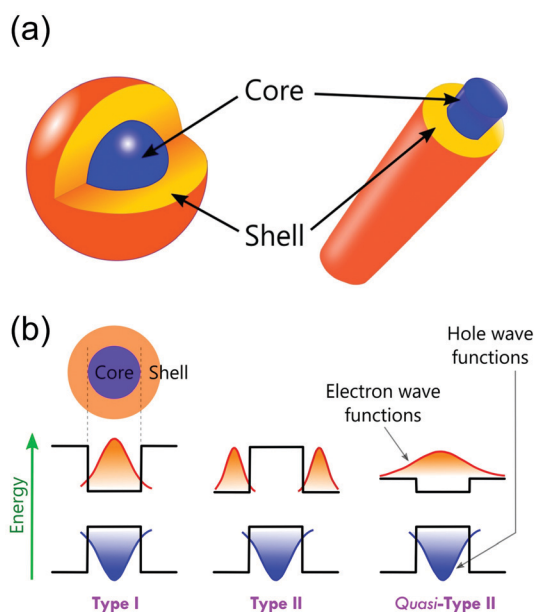 (a)
Core
Shell
(b)
Hole wave
functions
Core
Shell
Electron wave
functions
Energy
Type I
Type II
Quasi-Type II